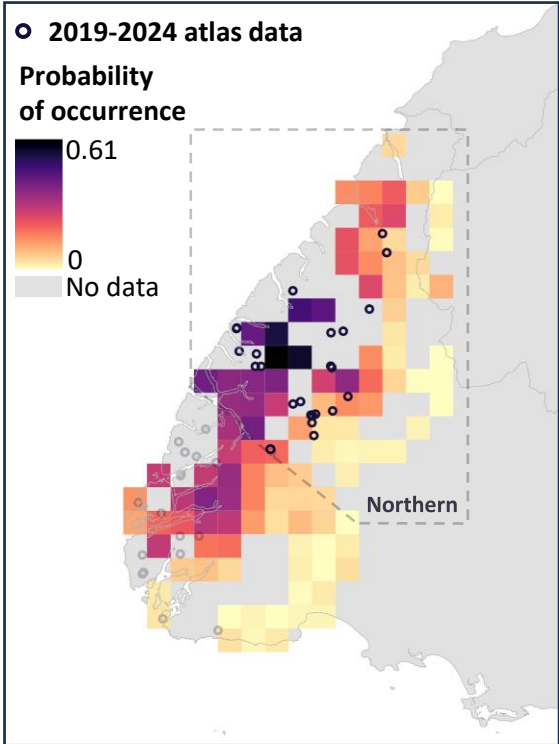 2019-2024 atlas data
Probability
of occurrence
0.61
0
No data
Northern